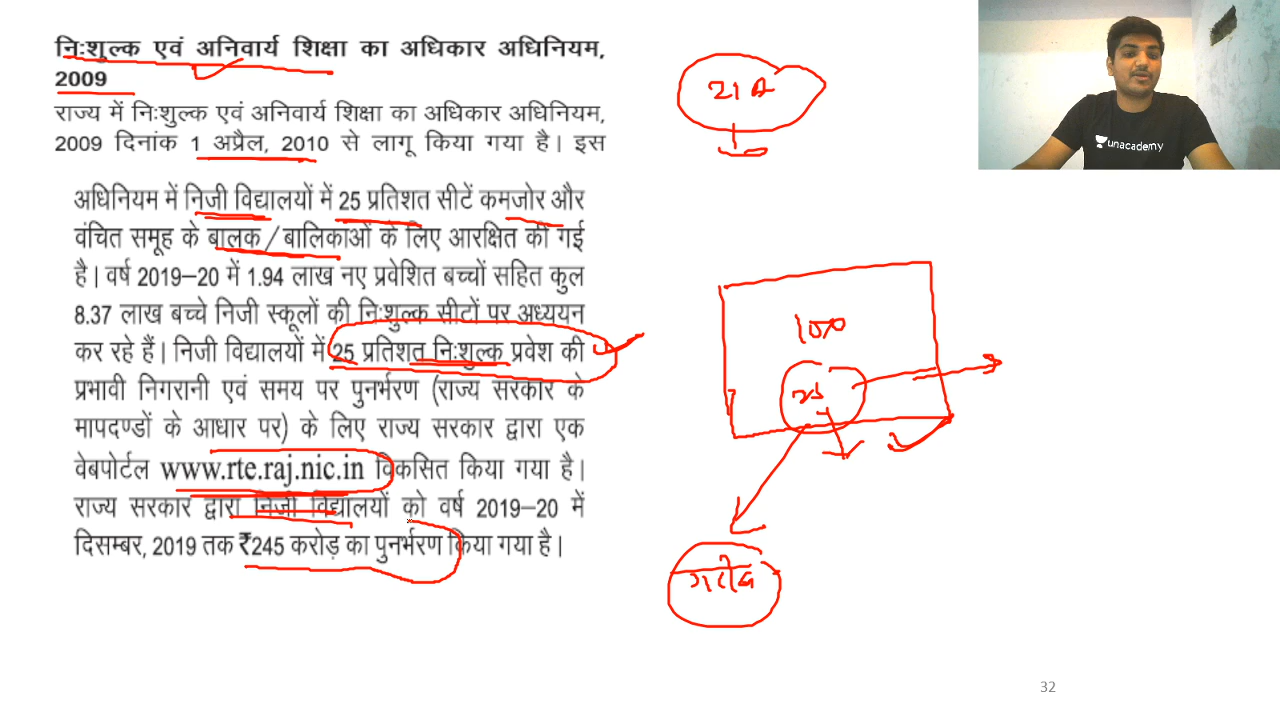 निःशुल्क एवं अनिवार्य शिक्षा का अधिकार अधिनियम,
2009
राज्य में निःशुल्क एवं अनिवार्य शिक्षा का अधिकार अधिनियम,
2009 दिनांक 1 अप्रैल, 2010 से लागू किया गया है। इस
अधिनियम में निजी विद्यालयों में 25 प्रतिशत सीटें कमजोर और
वंचित समूह के बालक/बालिकाओं के लिए आरक्षित की गई
है। वर्ष 2019–20 में 1.94 लाख नए प्रवेशित बच्चों सहित कुल
8.37 लाख बच्चे निजी स्कूलों की निःशुल्क सीटों पर अध्ययन
कर रहे हैं। निजी विद्यालयों में 25 प्रतिशत निःशुल्क प्रवेश की
प्रभावी निगरानी एवं समय पर पुनर्भरण (राज्य सरकार के
मापदण्डों के आधार पर) के लिए राज्य सरकार द्वारा एक
वेबपोर्टल www.rte.raj.nic.in विकसित किया गया है।
राज्य सरकार द्वारा निजी विद्यालयों को वर्ष 2019–20 में
दिसम्बर, 2019 तक ₹245 करोड़ का पुनर्भरण किया गया है।
unacademy
100
25
गरीब
32